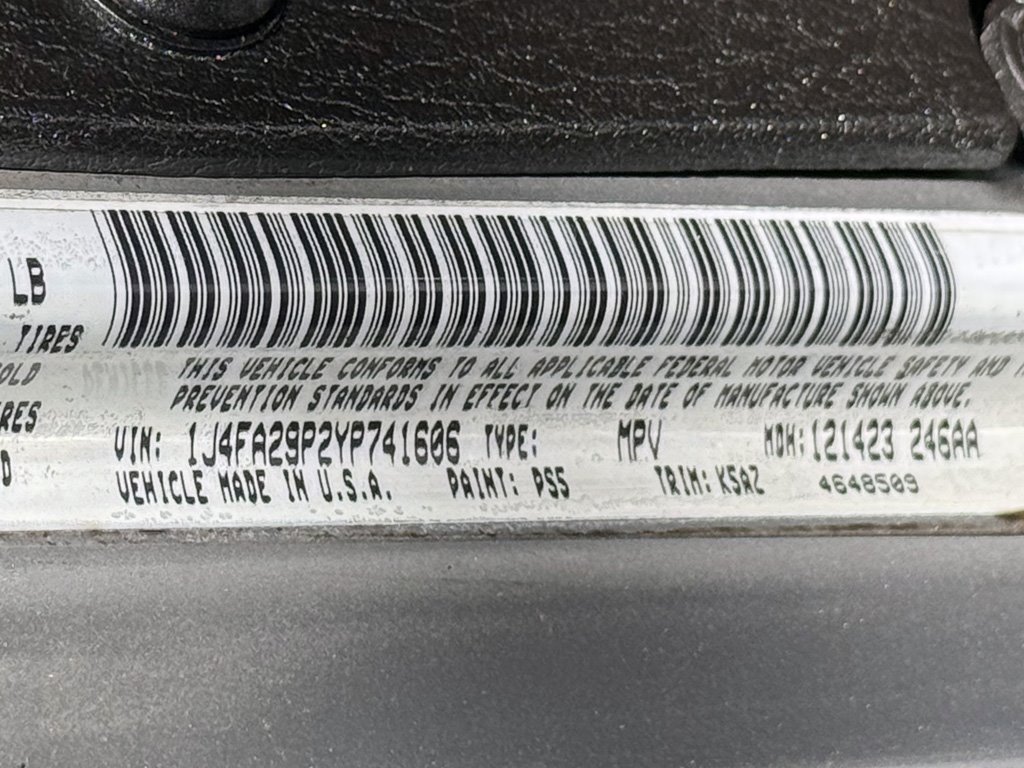 LB
TIRES
OLD
THIS VEHICLE CONFORMS TO ALL APPLICABLE FEDERAL MOTOR VEHICLE SAFETY AND
IRES
PREVENTION STANDARDS IN EFFECT ON THE DATE OF MANUFACTURE SHOWN ABOVE.
D
VIN: 1J4FA29P2YP741606 TYPE: MPV MDH: 121423 246AA
VEHICLE MADE IN U.S.A. PAINT: PS5 TRIM: K5AZ 4648509